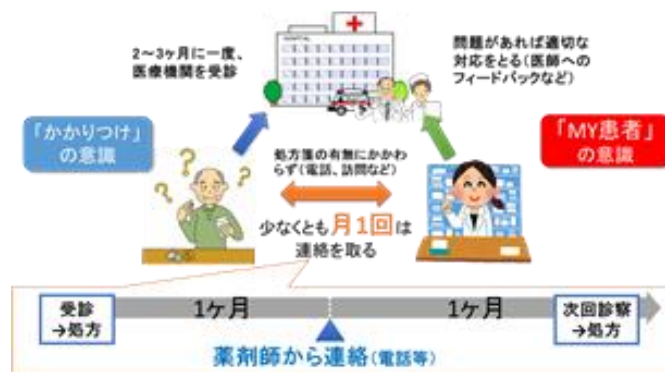 2～3ヶ月に一度、
医療機関を受診
問題があれば適切な
対応をとる(医師への
フィードバックなど)
「かかりつけ」
の意識
「MY患者」
の意識
処方箋の有無にかかわ
らず(電話、訪問など)
少なくとも月1回は
連絡を取る
受診
→処方
1ヶ月
1ヶ月
次回診察
→処方
薬剤師から連絡(電話等)